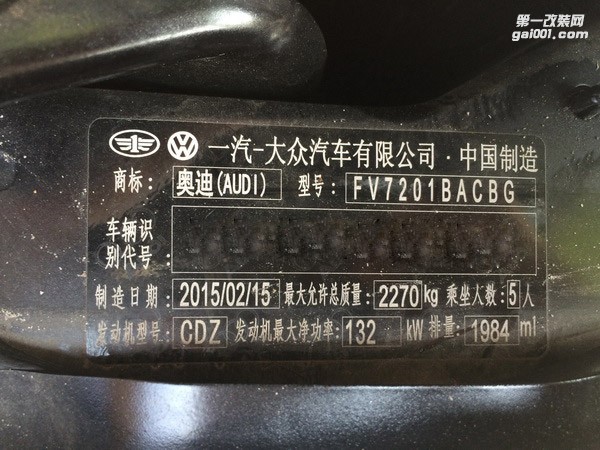 第一改装网
gai001.com
一汽-大众汽车有限公司·中国制造
商标: 奥迪(AUDI) 型号: FV7201BACBG
车辆识
别代号:
制造日期: 2015/02/15 最大允许总质量: 2270kg 乘坐人数: 5人
发动机型号: CDZ 发动机最大净功率: 132 kW 排量: 1984 ml